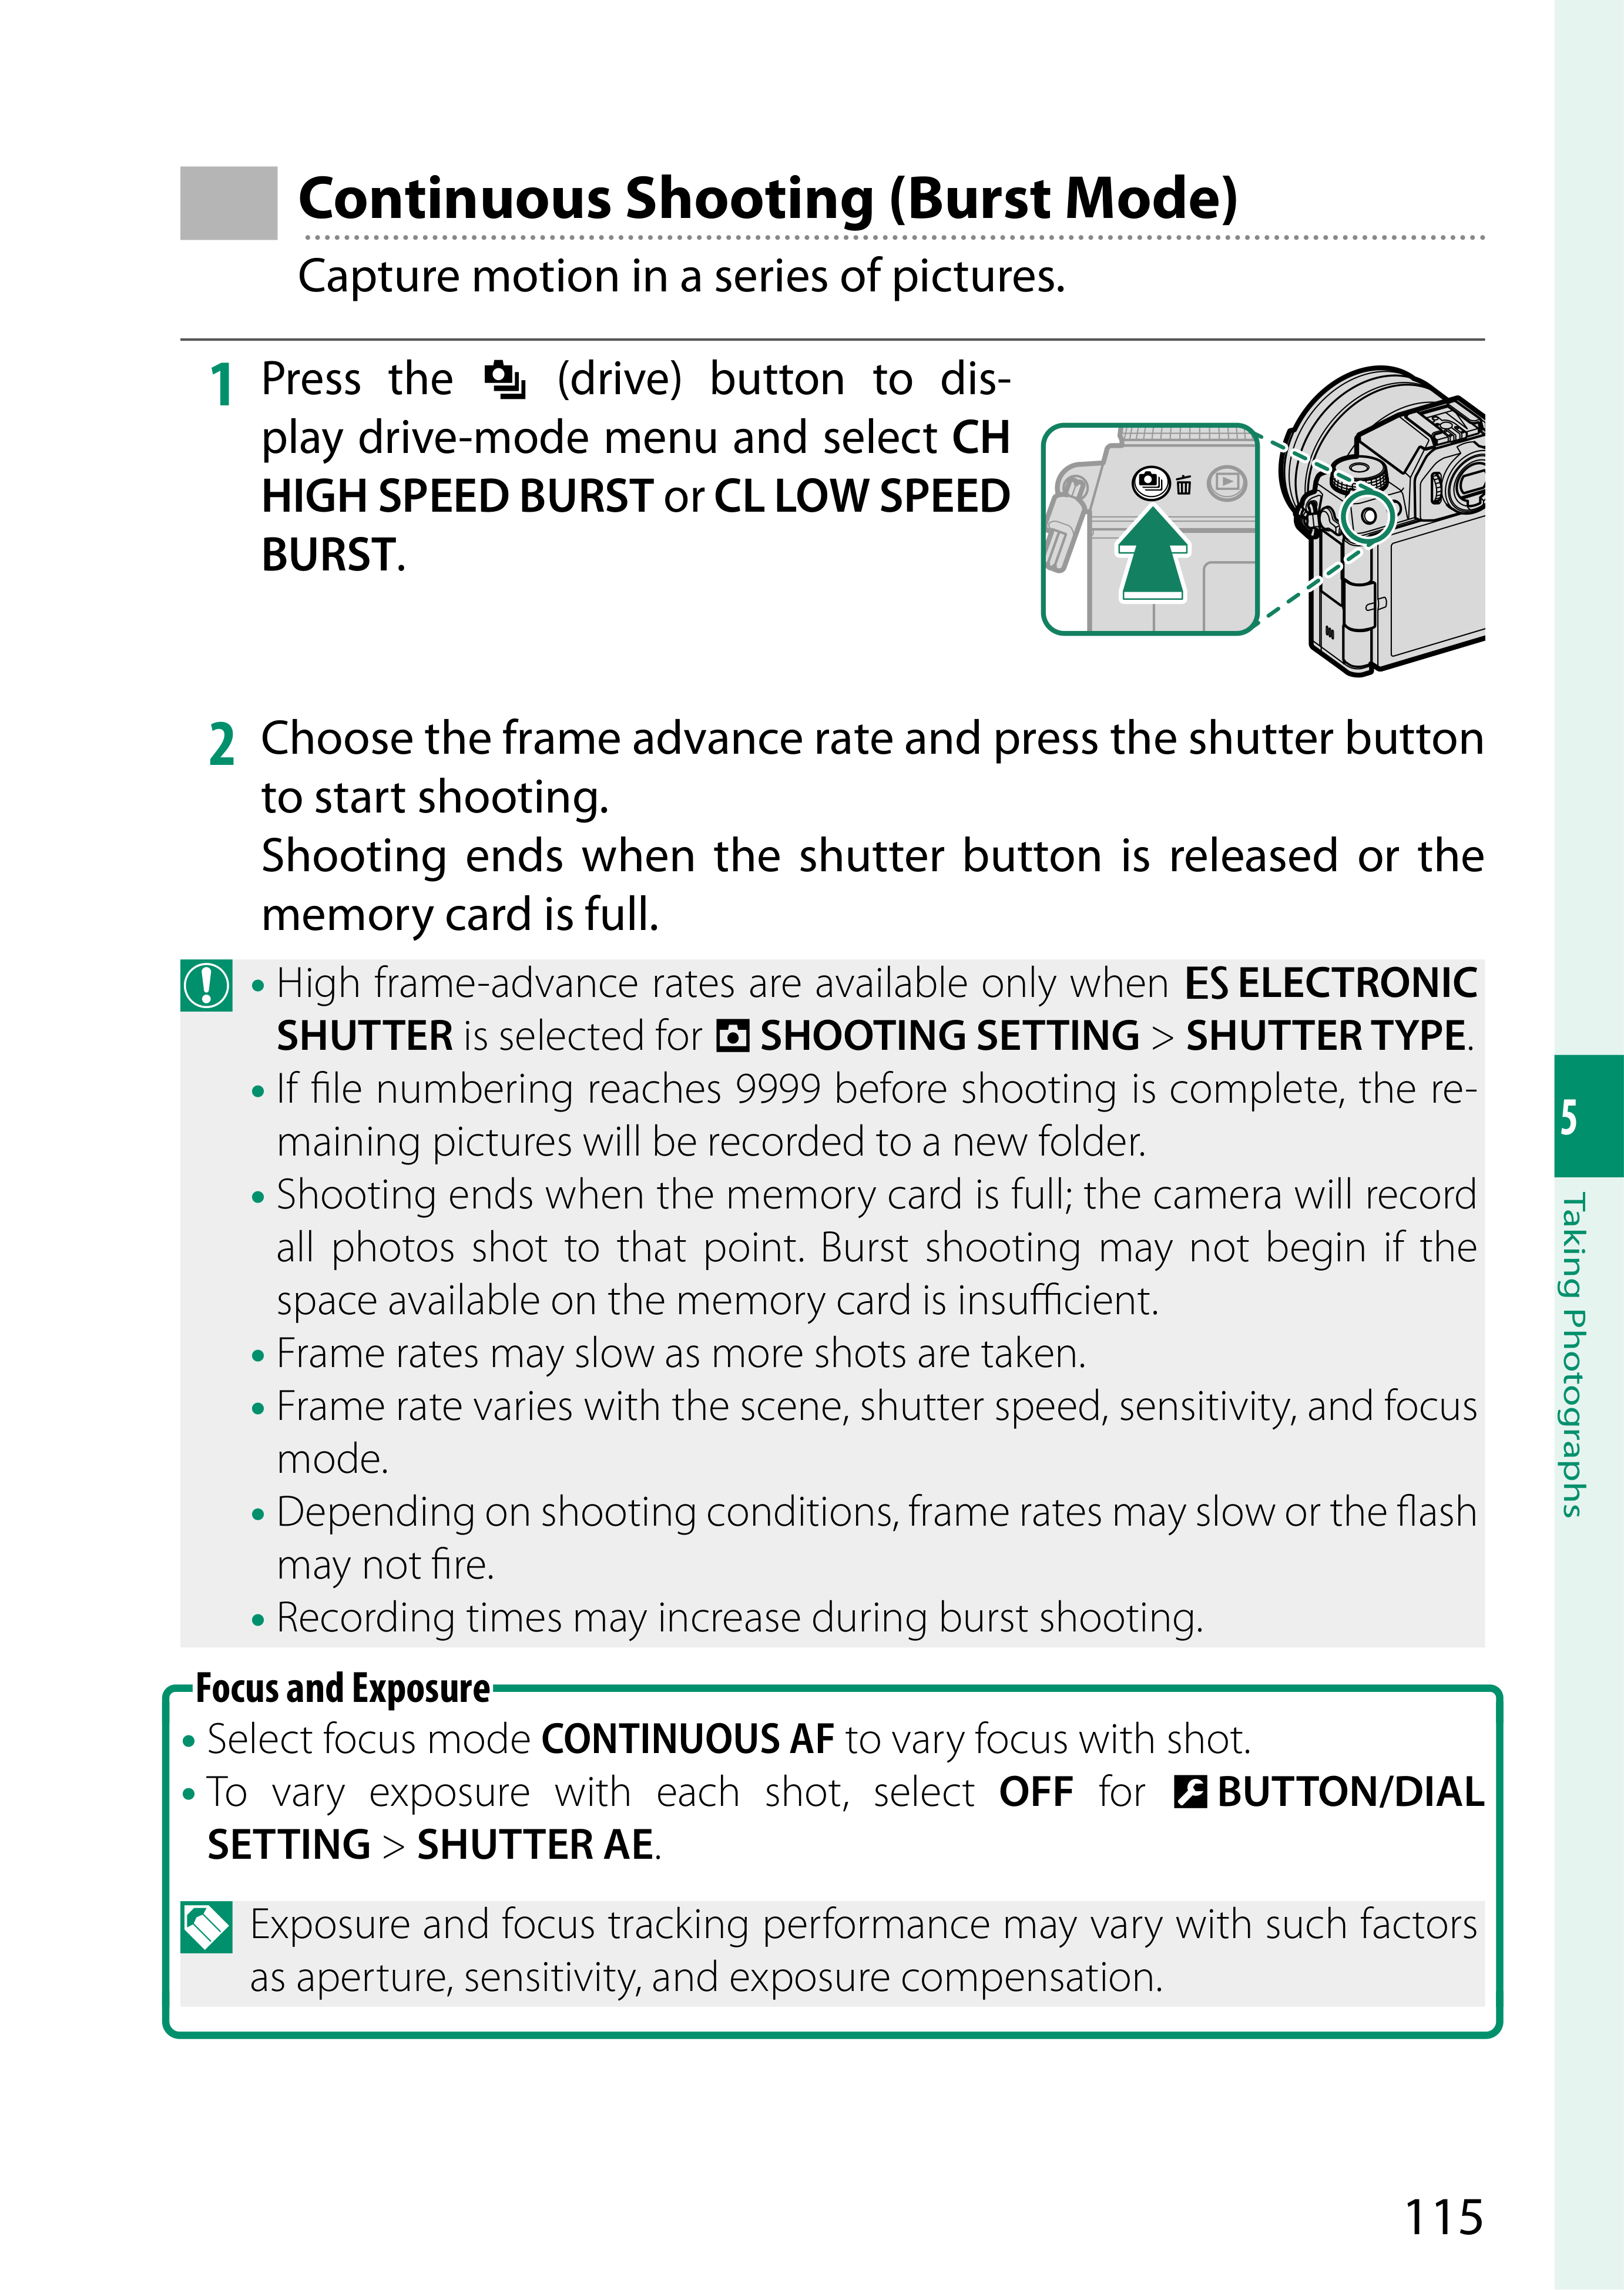 Continuous Shooting (Burst Mode)
Capture motion in a series of pictures.
1 Press the (drive) button to dis-
play drive-mode menu and select CH
HIGH SPEED BURST or CL LOW SPEED
BURST.
2 Choose the frame advance rate and press the shutter button
to start shooting.
Shooting ends when the shutter button is released or the
memory card is full.
• High frame-advance rates are available only when ES ELECTRONIC
SHUTTER is selected for SHOOTING SETTING > SHUTTER TYPE.
• If file numbering reaches 9999 before shooting is complete, the re-
maining pictures will be recorded to a new folder.
• Shooting ends when the memory card is full; the camera will record
all photos shot to that point. Burst shooting may not begin if the
space available on the memory card is insufficient.
• Frame rates may slow as more shots are taken.
• Frame rate varies with the scene, shutter speed, sensitivity, and focus
mode.
• Depending on shooting conditions, frame rates may slow or the flash
may not fire.
• Recording times may increase during burst shooting.
Focus and Exposure
• Select focus mode CONTINUOUS AF to vary focus with shot.
• To vary exposure with each shot, select OFF for BUTTON/DIAL
SETTING > SHUTTER AE.
Exposure and focus tracking performance may vary with such factors
as aperture, sensitivity, and exposure compensation.
5
Taking Photographs
115